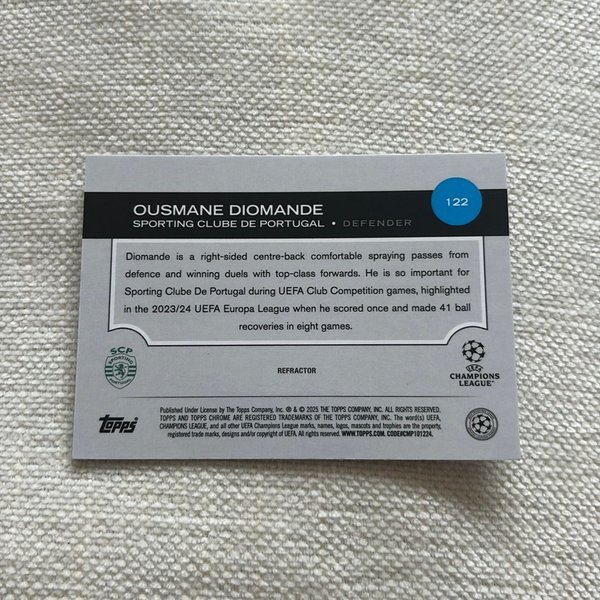 122
OUSMANE DIOMANDE
SPORTING CLUBE DE PORTUGAL • DEFENDER
Diomande is a right-sided centre-back comfortable spraying passes from
defence and winning duels with top-class forwards. He is so important for
Sporting Clube De Portugal during UEFA Club Competition games, highlighted
in the 2023/24 UEFA Europa League when he scored once and made 41 ball
recoveries in eight games.
SCP
SPORTING
PORTUGAL
REFRACTOR
UEFA
CHAMPIONS
LEAGUE
topps
Published Under License by The Topps Company, Inc. ® & © 2025 THE TOPPS COMPANY, INC. ALL RIGHTS RESERVED.
TOPPS AND TOPPS CHROME ARE REGISTERED TRADEMARKS OF THE TOPPS COMPANY, INC. The word(s) UEFA,
CHAMPIONS LEAGUE, and all other UEFA Champions League marks, names, logos, mascots and trophies are the property,
registered trade marks, designs and/or copyright of UEFA. All rights reserved. WWW.TOPPS.COM. CODE#CMP101224.